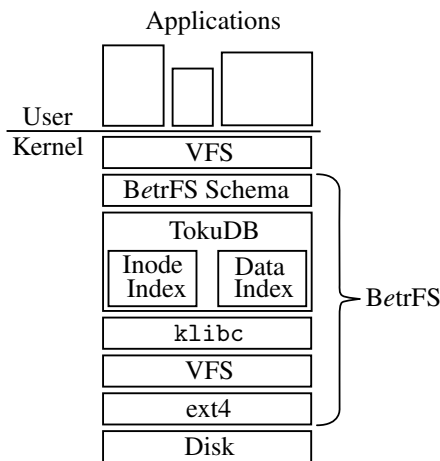 Applications
User
Kernel
VFS
BetrFS Schema
TokuDB
Inode
Index
Data
Index
BetrFS
klibc
VFS
ext4
Disk